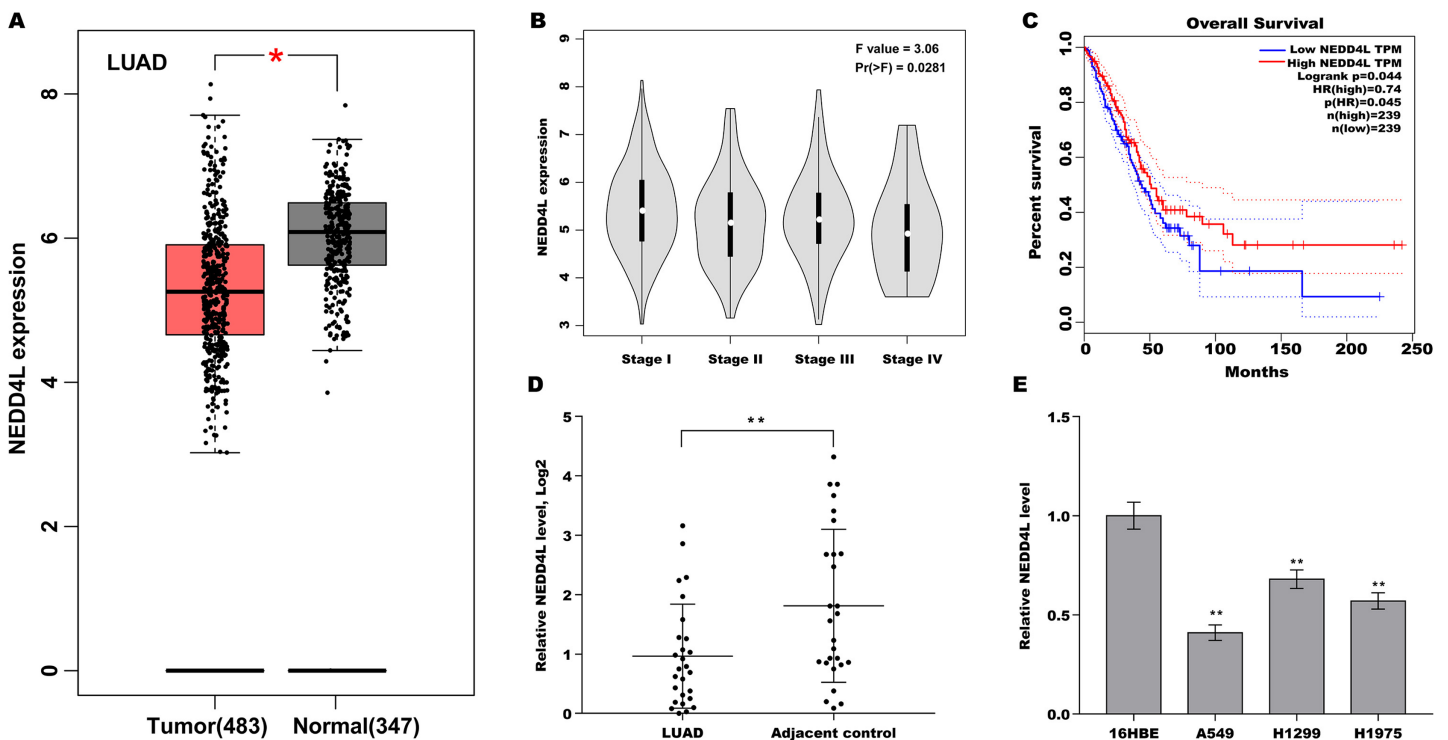 A
LUAD
*
NEDD4L expression
8
6
4
2
0
Tumor(483)
Normal(347)
B
F value = 3.06
Pr(>F) = 0.0281
NEDD4L expression
9
8
7
6
5
4
3
Stage I
Stage II
Stage III
Stage IV
C
Overall Survival
Low NEDD4L TPM
High NEDD4L TPM
Logrank p=0.044
HR(high)=0.74
p(HR)=0.045
n(high)=239
n(low)=239
Percent survival
1.0
0.8
0.6
0.4
0.2
0.0
0
50
100
150
200
250
Months
D
**
Relative NEDD4L level, Log2
5
4
3
2
1
0
LUAD
Adjacent control
E
Relative NEDD4L level
1.5
1.0
0.5
0.0
**
**
**
16HBE
A549
H1299
H1975